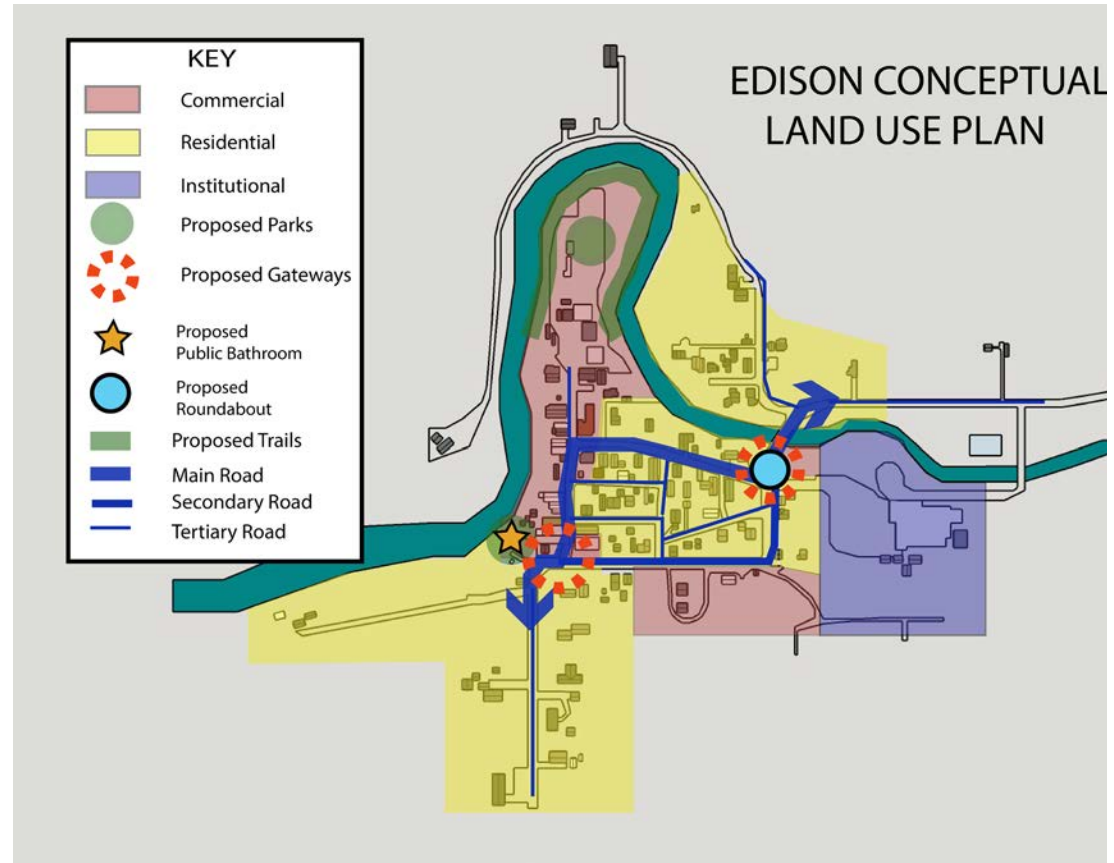 KEY
Commercial
Residential
Institutional
Proposed Parks
Proposed Gateways
Proposed
Public Bathroom
Proposed
Roundabout
Proposed Trails
Main Road
Secondary Road
Tertiary Road
EDISON CONCEPTUAL
LAND USE PLAN